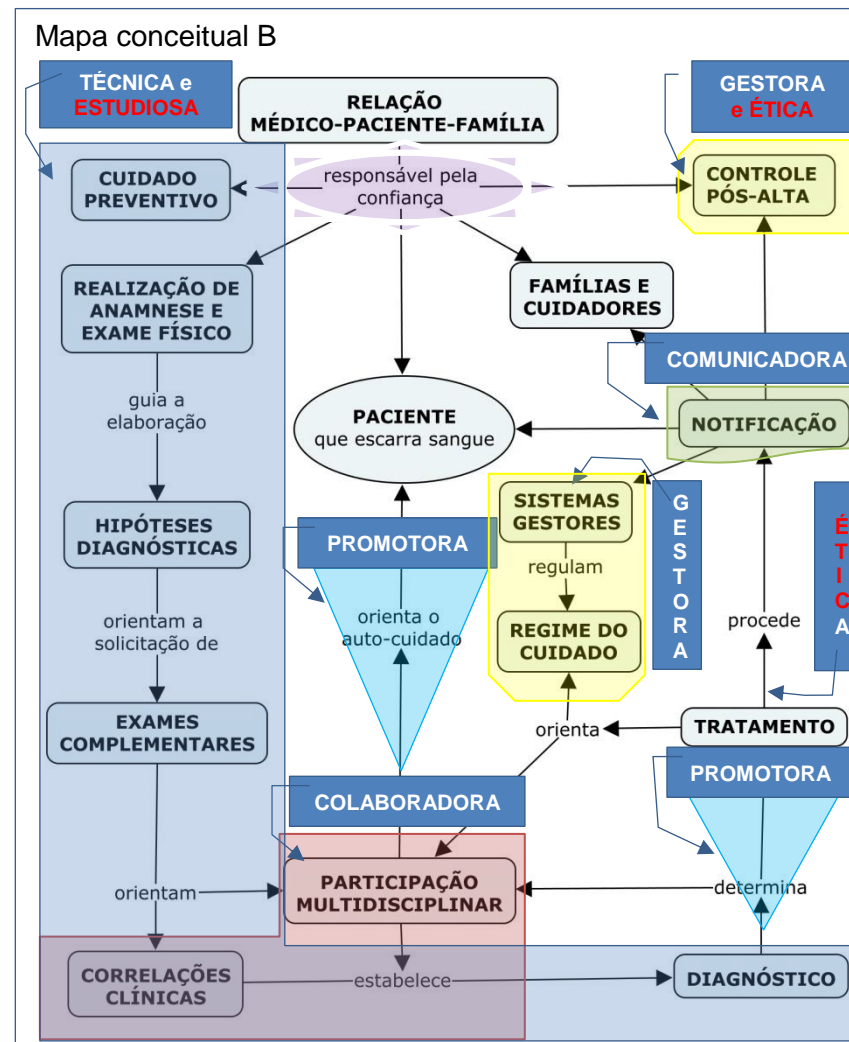 Mapa conceitual B
TÉCNICA e
ESTUDIOSA
RELAÇÃO
MÉDICO-PACIENTE-FAMÍLIA
GESTORA
e ÉTICA
CUIDADO
PREVENTIVO
responsável pela
confiança
CONTROLE
PÓS-ALTA
REALIZAÇÃO DE
ANAMNESE E
EXAME FÍSICO
FAMÍLIAS E
CUIDADORES
COMUNICADORA
guia a
elaboração
PACIENTE
que escarra sangue
NOTIFICAÇÃO
HIPÓTESES
DIAGNÓSTICAS
PROMOTORA
SISTEMAS
GESTORES
GESTORA
ÉTICA
regulam
orientam a
solicitação de
orienta o
auto-cuidado
REGIME DO
CUIDADO
procede
EXAMES
COMPLEMENTARES
orienta
TRATAMENTO
COLABORADORA
PROMOTORA
orientam
PARTICIPAÇÃO
MULTIDISCIPLINAR
determina
CORRELAÇÕES
CLÍNICAS
estabelece
DIAGNÓSTICO